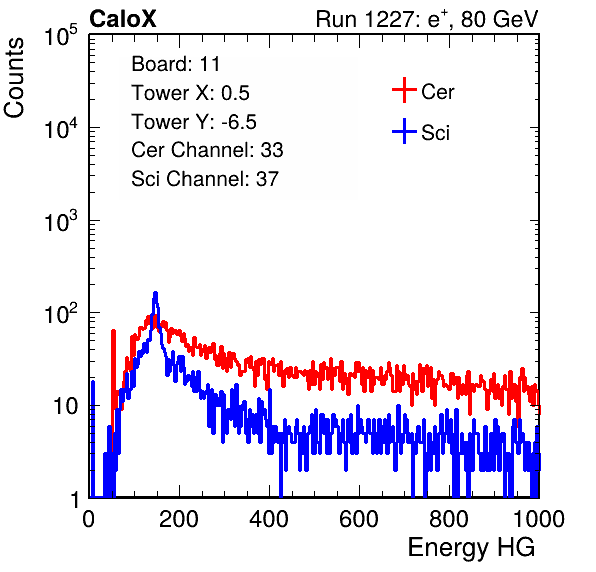 CaloX Run 1227: e⁺, 80 GeV
Counts
10⁵
10⁴
10³
10²
10
1
Board: 11
Tower X: 0.5
Tower Y: -6.5
Cer Channel: 33
Sci Channel: 37
Cer
Sci
0 200 400 600 800 1000
Energy HG